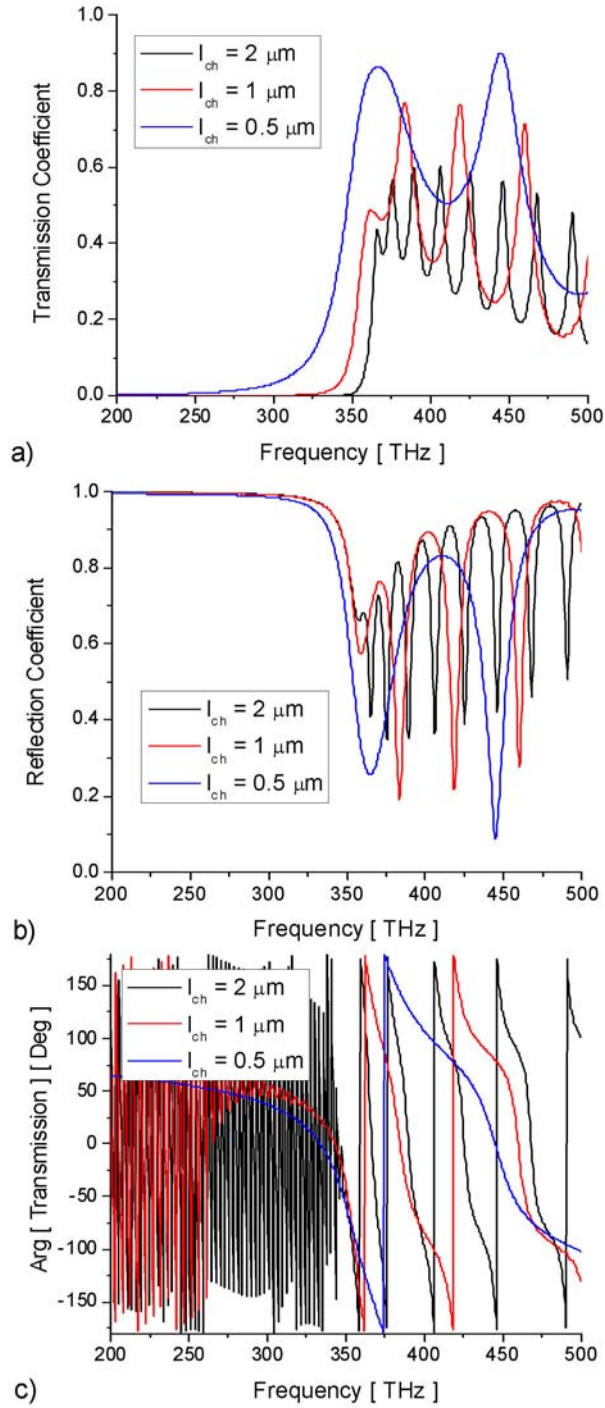 1.0
0.8
0.6
0.4
0.2
0.0
Transmission Coefficient
l_ch = 2 μm
l_ch = 1 μm
l_ch = 0.5 μm
200 250 300 350 400 450 500
Frequency [ THz ]
a)
1.0
0.8
0.6
0.4
0.2
0.0
Reflection Coefficient
l_ch = 2 μm
l_ch = 1 μm
l_ch = 0.5 μm
200 250 300 350 400 450 500
Frequency [ THz ]
b)
150
100
50
0
-50
-100
-150
Arg[ Transmission ] [ Deg ]
l_ch = 2 μm
l_ch = 1 μm
l_ch = 0.5 μm
200 250 300 350 400 450 500
Frequency [ THz ]
c)